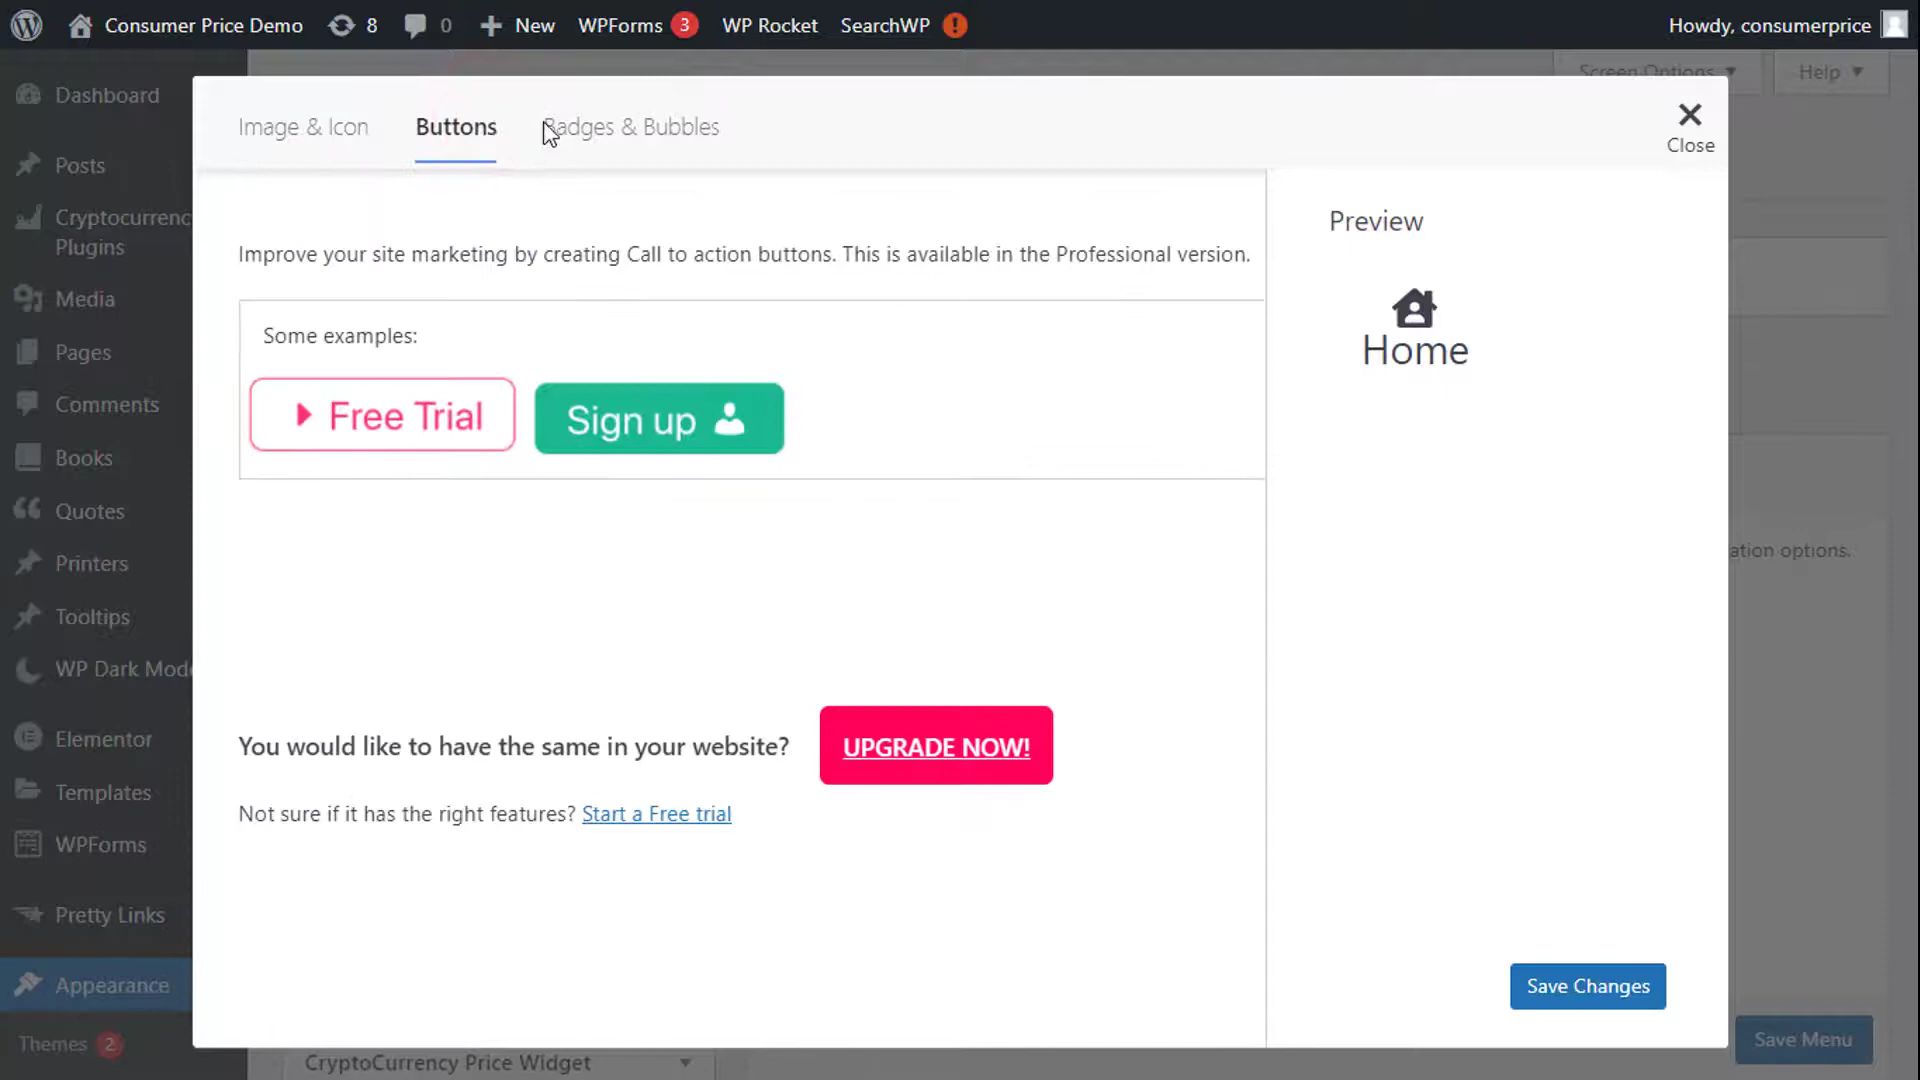 Consumer Price Demo 8 0 New WPForms 3 WP Rocket SearchWP ! Howdy, consumerprice
Screen Options Help
Dashboard
Posts
Cryptocurrency
Plugins
Media
Pages
Comments
Books
Quotes
Printers
Tooltips
WP Dark Mode
Elementor
Templates
WPForms
Pretty Links
Appearance
Themes 2
Image & Icon Buttons Badges & Bubbles
Close
Improve your site marketing by creating Call to action buttons. This is available in the Professional version.
Some examples:
Free Trial Sign up
You would like to have the same in your website? UPGRADE NOW!
Not sure if it has the right features? Start a Free trial
Preview
Home
Save Changes
ation options.
Save Menu
CryptoCurrency Price Widget